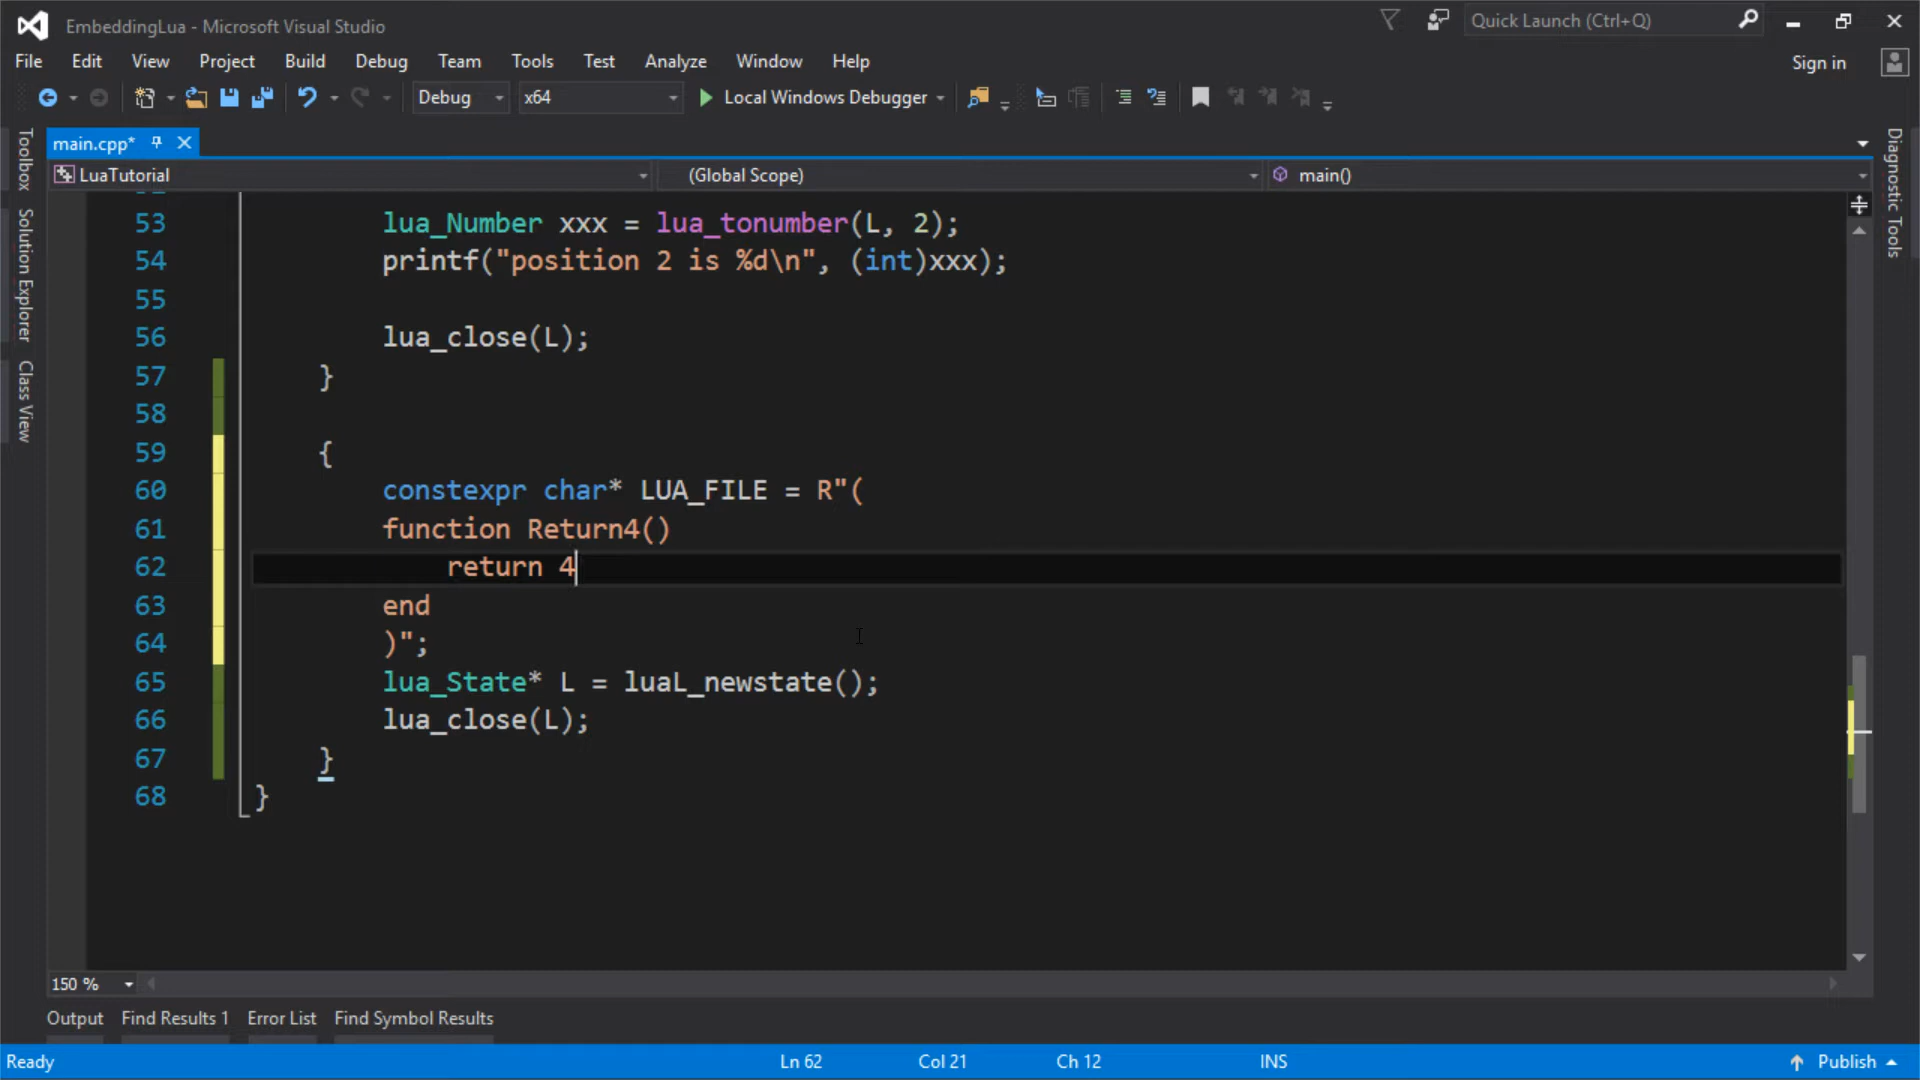 EmbeddingLua - Microsoft Visual Studio
Quick Launch (Ctrl+Q)
File Edit View Project Build Debug Team Tools Test Analyze Window Help
Sign in
Debug x64 Local Windows Debugger
main.cpp*
LuaTutorial (Global Scope) main()
Toolbox
Solution Explorer
Class View
Diagnostic Tools
53 lua_Number xxx = lua_tonumber(L, 2);
54 printf("position 2 is %d\n", (int)xxx);
55
56 lua_close(L);
57 }
58
59 {
60 constexpr char* LUA_FILE = R"(
61 function Return4()
62 return 4
63 end
64 )";
65 lua_State* L = luaL_newstate();
66 lua_close(L);
67 }
68 }
150 %
Output Find Results 1 Error List Find Symbol Results
Ready Ln 62 Col 21 Ch 12 INS Publish